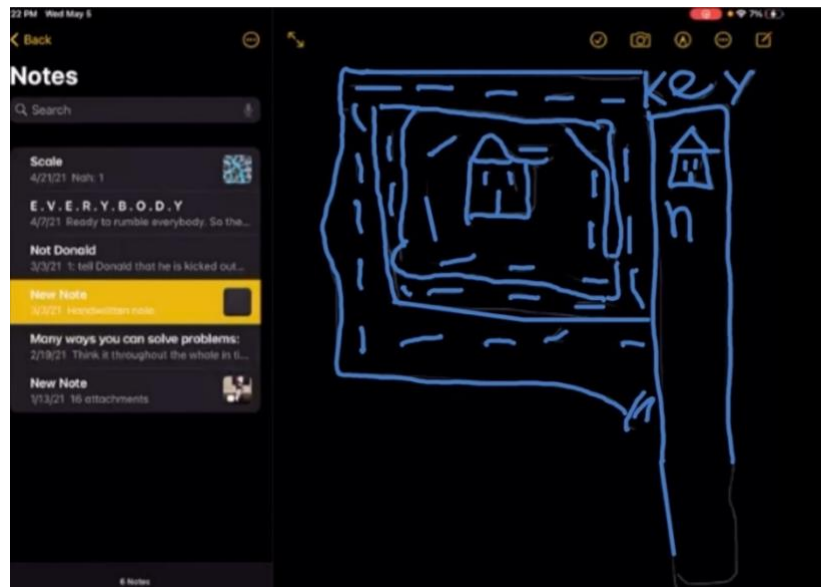 22 PM Wed May 5
7%
Back
Notes
Search
Scale
4/21/21 Nah: 1
E.V.E.R.Y.B.O.D.Y
4/7/21 Ready to rumble everybody. So the...
Not Donald
3/3/21 1: tell Donald that he is kicked out...
New Note
3/3/21 Handwritten note
Many ways you can solve problems:
2/19/21 Think it throughout the whole in ti...
New Note
1/13/21 16 attachments
6 Notes
Key
n